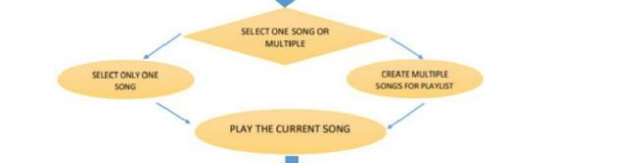 SELECT ONE SONG OR
MULTIPLE
SELECT ONLY ONE
SONG
CREATE MULTIPLE
SONGS FOR PLAYLIST
PLAY THE CURRENT SONG